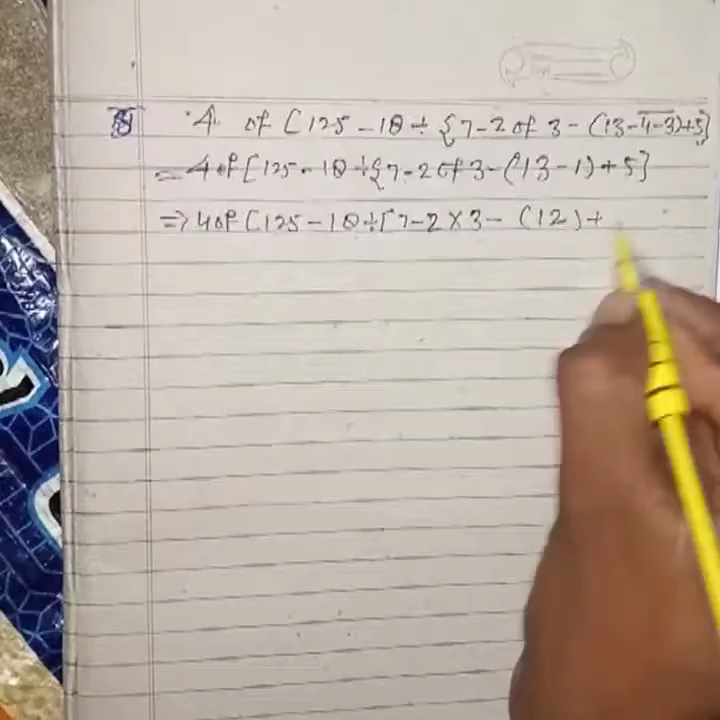 4 of [125 - 10 ÷ {7-2 of 3 - (13-4-3)+5}
= 4 of [125 - 10 ÷ {7-2 of 3-(13-1)+5}
⇒ 4 of [125-10÷[7-2×3- (12)+